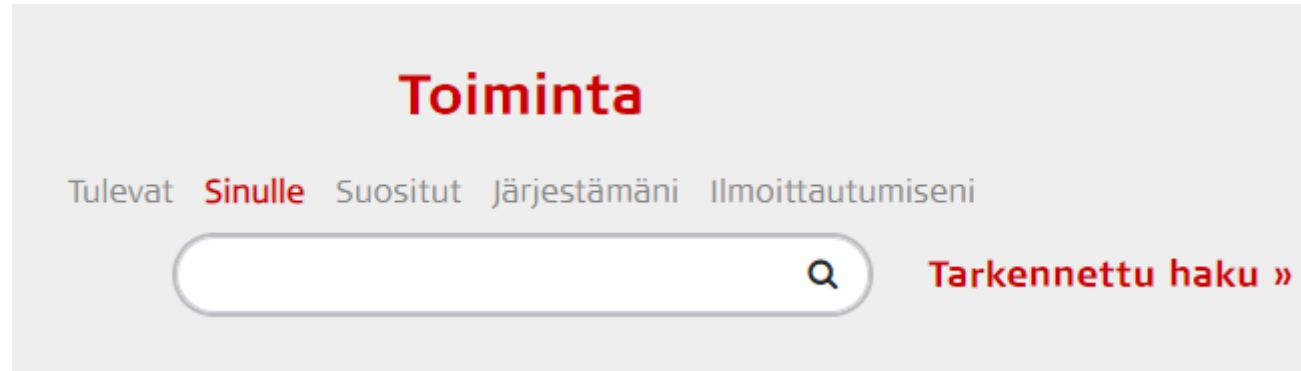 Toiminta
Tulevat Sinulle Suositut Järjestämäni Ilmoittautumiseni
Tarkennettu haku »